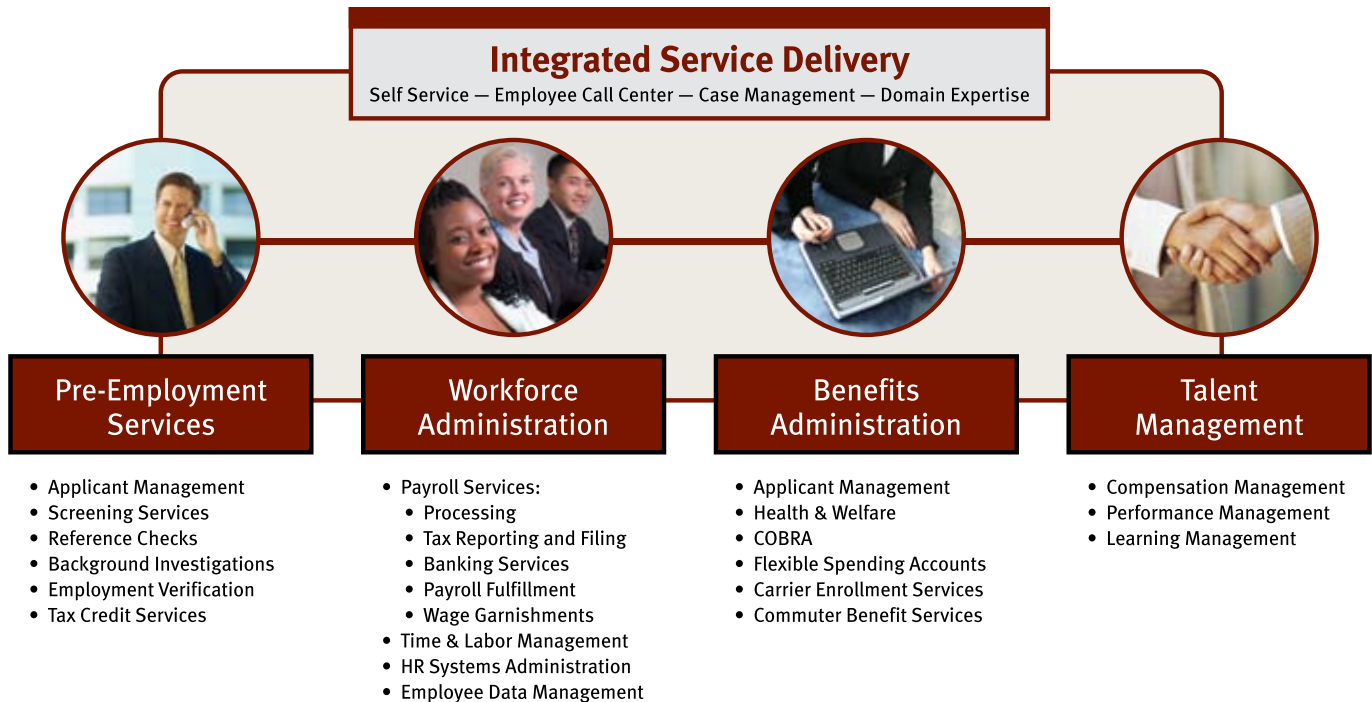 Integrated Service Delivery
Self Service — Employee Call Center — Case Management — Domain Expertise
Pre-Employment
Services
• Applicant Management
• Screening Services
• Reference Checks
• Background Investigations
• Employment Verification
• Tax Credit Services
Workforce
Administration
• Payroll Services:
• Processing
• Tax Reporting and Filing
• Banking Services
• Payroll Fulfillment
• Wage Garnishments
• Time & Labor Management
• HR Systems Administration
• Employee Data Management
Benefits
Administration
• Applicant Management
• Health & Welfare
• COBRA
• Flexible Spending Accounts
• Carrier Enrollment Services
• Commuter Benefit Services
Talent
Management
• Compensation Management
• Performance Management
• Learning Management